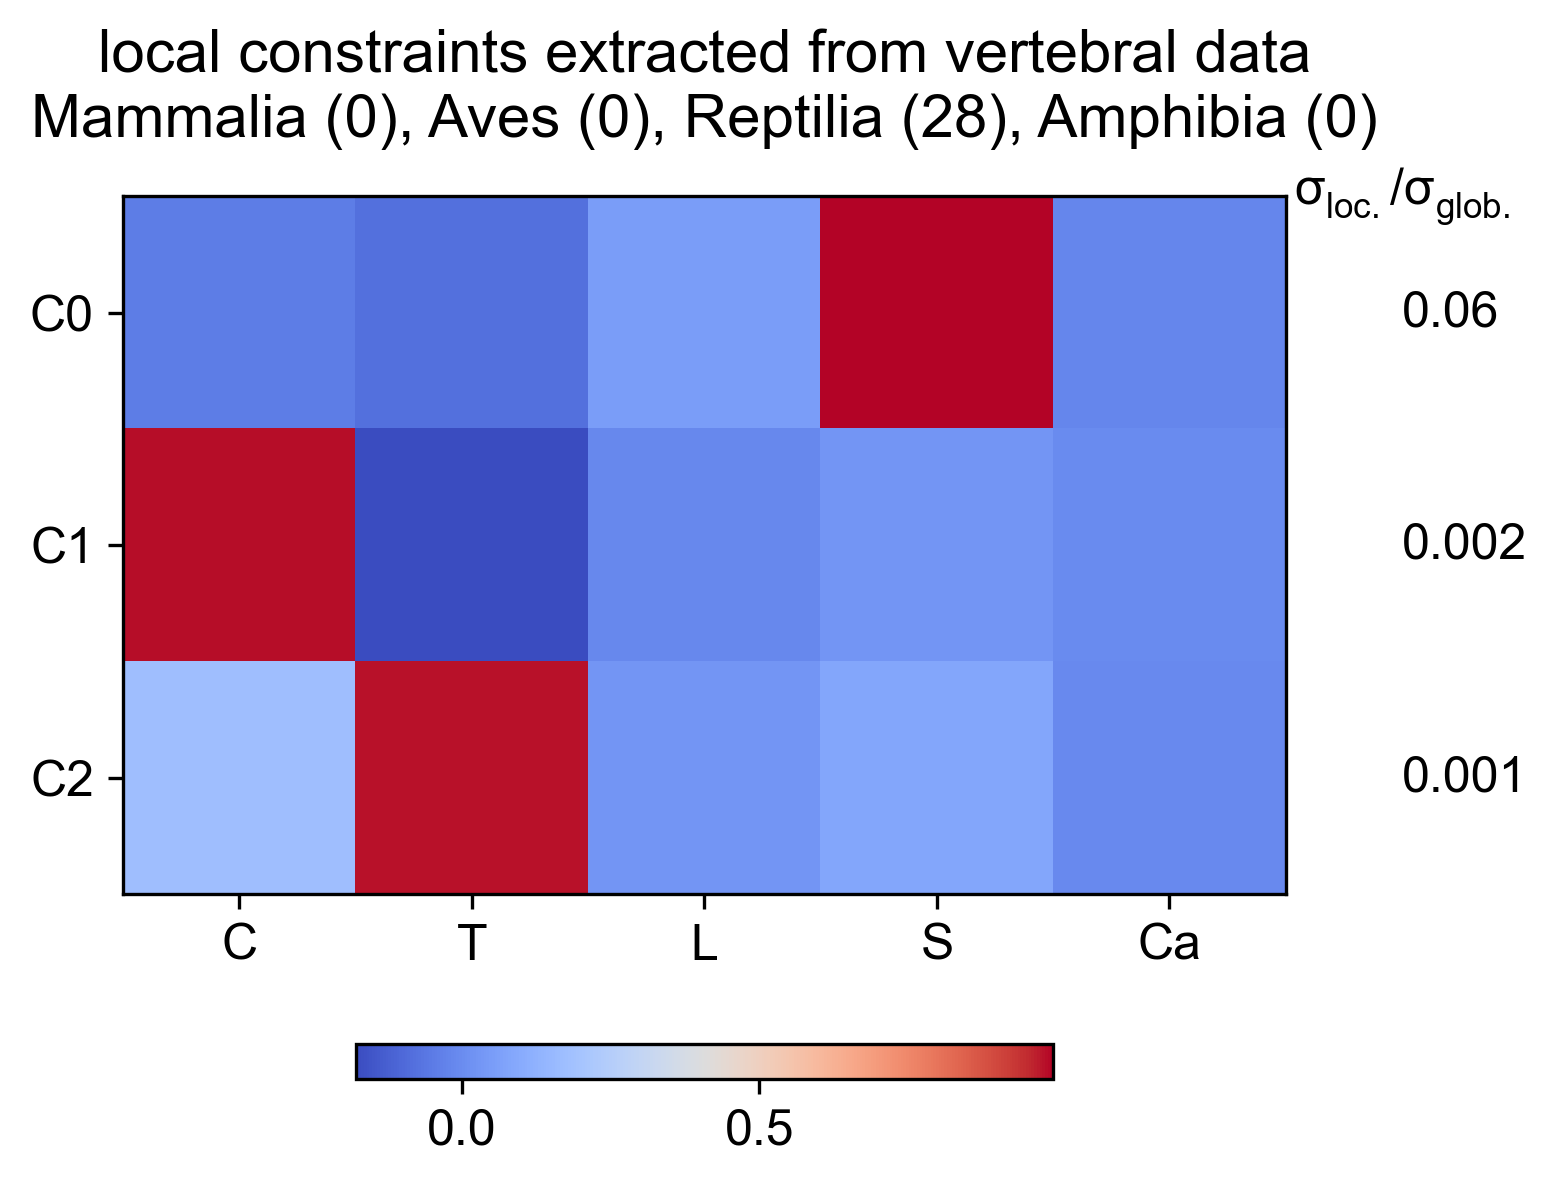 local constraints extracted from vertebral data
Mammalia (0), Aves (0), Reptilia (28), Amphibia (0)
σloc. /σglob.
C0 0.06
C1 0.002
C2 0.001
C T L S Ca
0.0 0.5